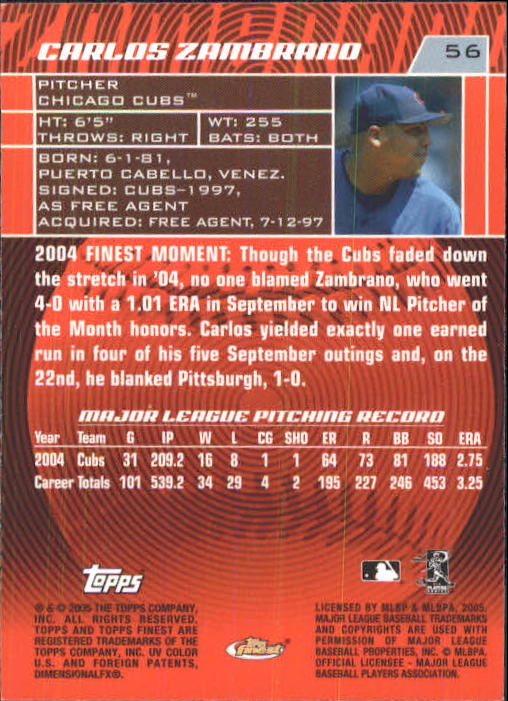 CARLOS ZAMBRANO
56
PITCHER
CHICAGO CUBS™
HT: 6'5" WT: 255
THROWS: RIGHT BATS: BOTH
BORN: 6-1-81,
PUERTO CABELLO, VENEZ.
SIGNED: CUBS-1997,
AS FREE AGENT
ACQUIRED: FREE AGENT, 7-12-97
2004 FINEST MOMENT: Though the Cubs faded down
the stretch in '04, no one blamed Zambrano, who went
4-0 with a 1.01 ERA in September to win NL Pitcher of
the Month honors. Carlos yielded exactly one earned
run in four of his five September outings and, on the
22nd, he blanked Pittsburgh, 1-0.
MAJOR LEAGUE PITCHING RECORD
Year Team G IP W L CG SHO ER R BB SO ERA
2004 Cubs 31 209.2 16 8 1 1 64 73 81 188 2.75
Career Totals 101 539.2 34 29 4 2 195 227 246 453 3.25
Topps
® & © 2005 THE TOPPS COMPANY,
INC. ALL RIGHTS RESERVED.
TOPPS AND TOPPS FINEST ARE
REGISTERED TRADEMARKS OF THE
TOPPS COMPANY, INC. UV COLOR
U.S. AND FOREIGN PATENTS,
DIMENSIONALFX®.
Topps
finest
LICENSED BY MLBP & MLBPA, 2005.
MAJOR LEAGUE BASEBALL TRADEMARKS
AND COPYRIGHTS ARE USED WITH
PERMISSION OF MAJOR LEAGUE
BASEBALL PROPERTIES, INC. © MLBPA.
OFFICIAL LICENSEE - MAJOR LEAGUE
BASEBALL PLAYERS ASSOCIATION.